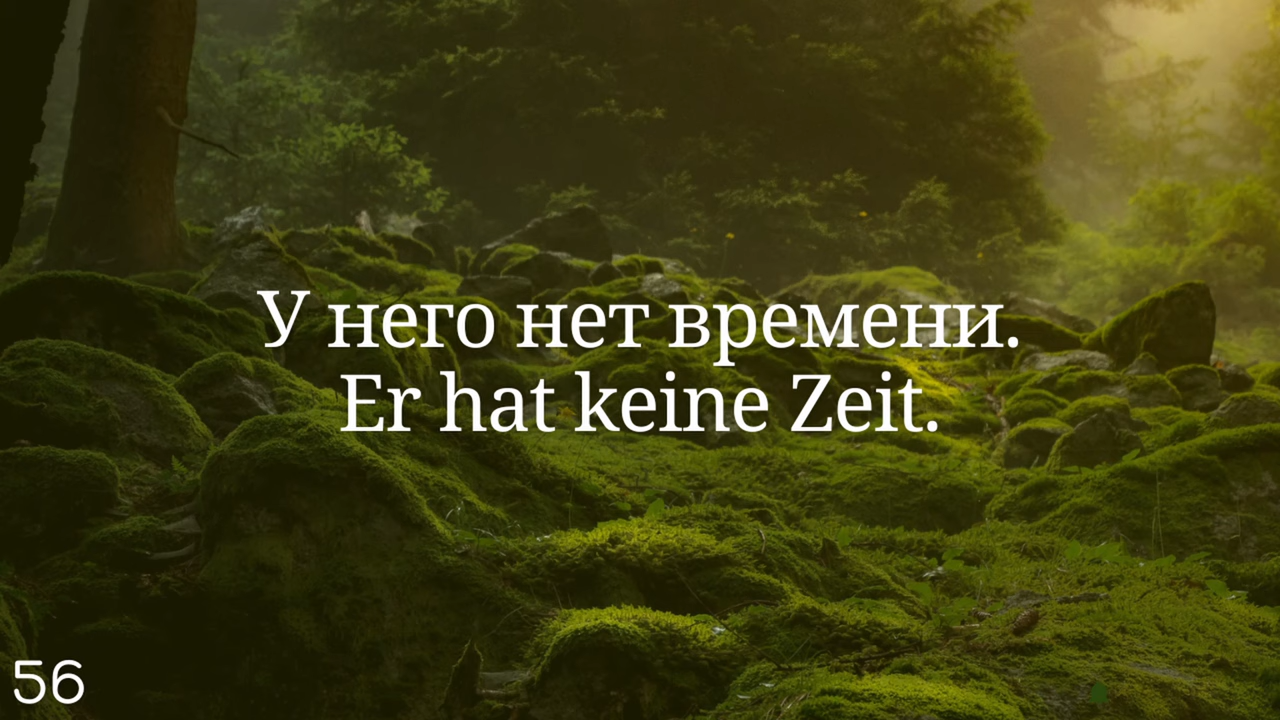 У него нет времени.
Er hat keine Zeit.
56